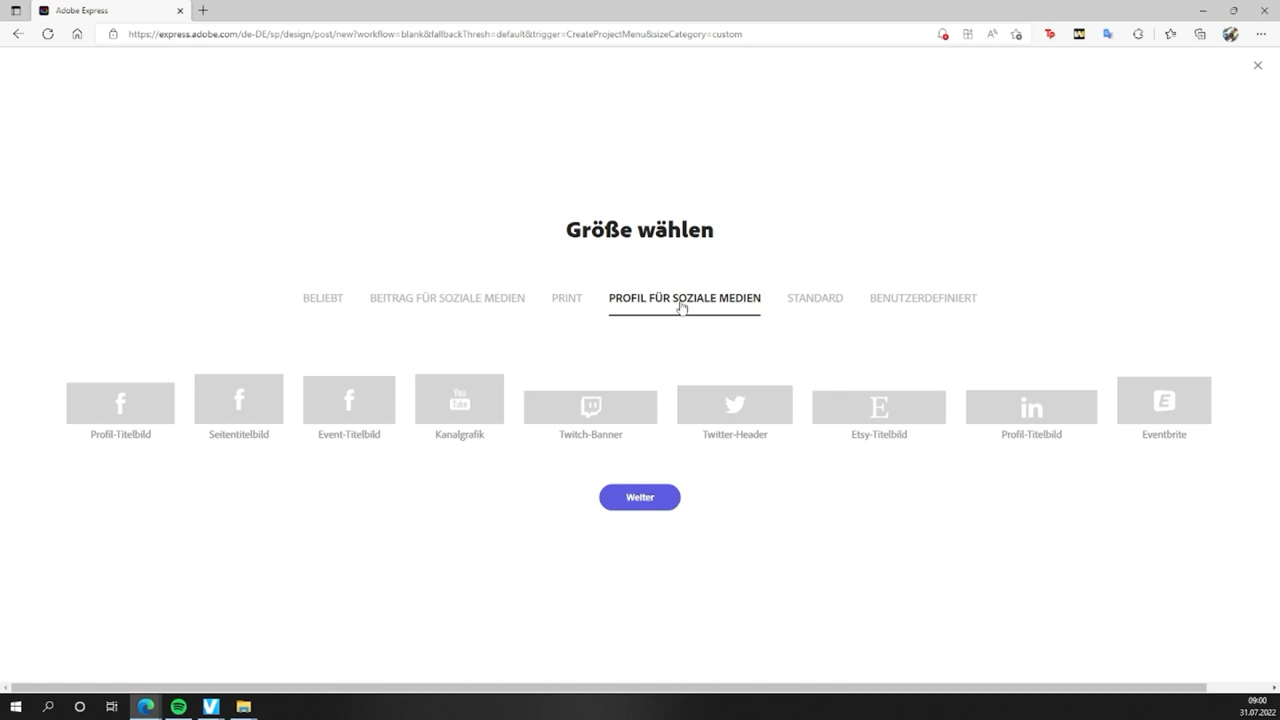 Adobe Express
https://express.adobe.com/de-DE/sp/design/post/new?workflow=blank&fallbackThresh=default&trigger=CreateProjectMenu&sizeCategory=custom
Größe wählen
BELIEBT BEITRAG FÜR SOZIALE MEDIEN PRINT PROFIL FÜR SOZIALE MEDIEN STANDARD BENUTZERDEFINIERT
You Tube
Profil-Titelbild Seitentitelbild Event-Titelbild Kanalgrafik Twitch-Banner Twitter-Header Etsy-Titelbild Profil-Titelbild Eventbrite
Weiter
09:00
31.07.2022